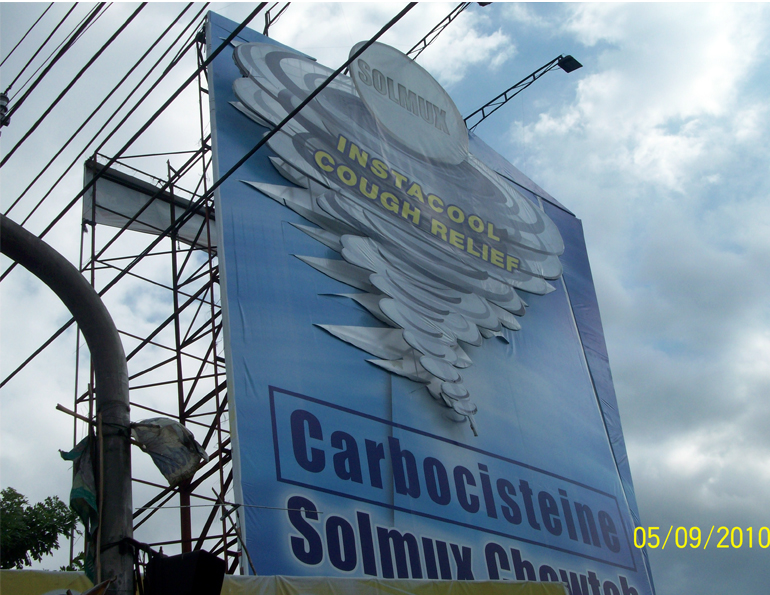 SOLMUX
INSTACOOL
COUGH RELIEF
Carbocisteine
Solmux Chewtab
05/09/2010